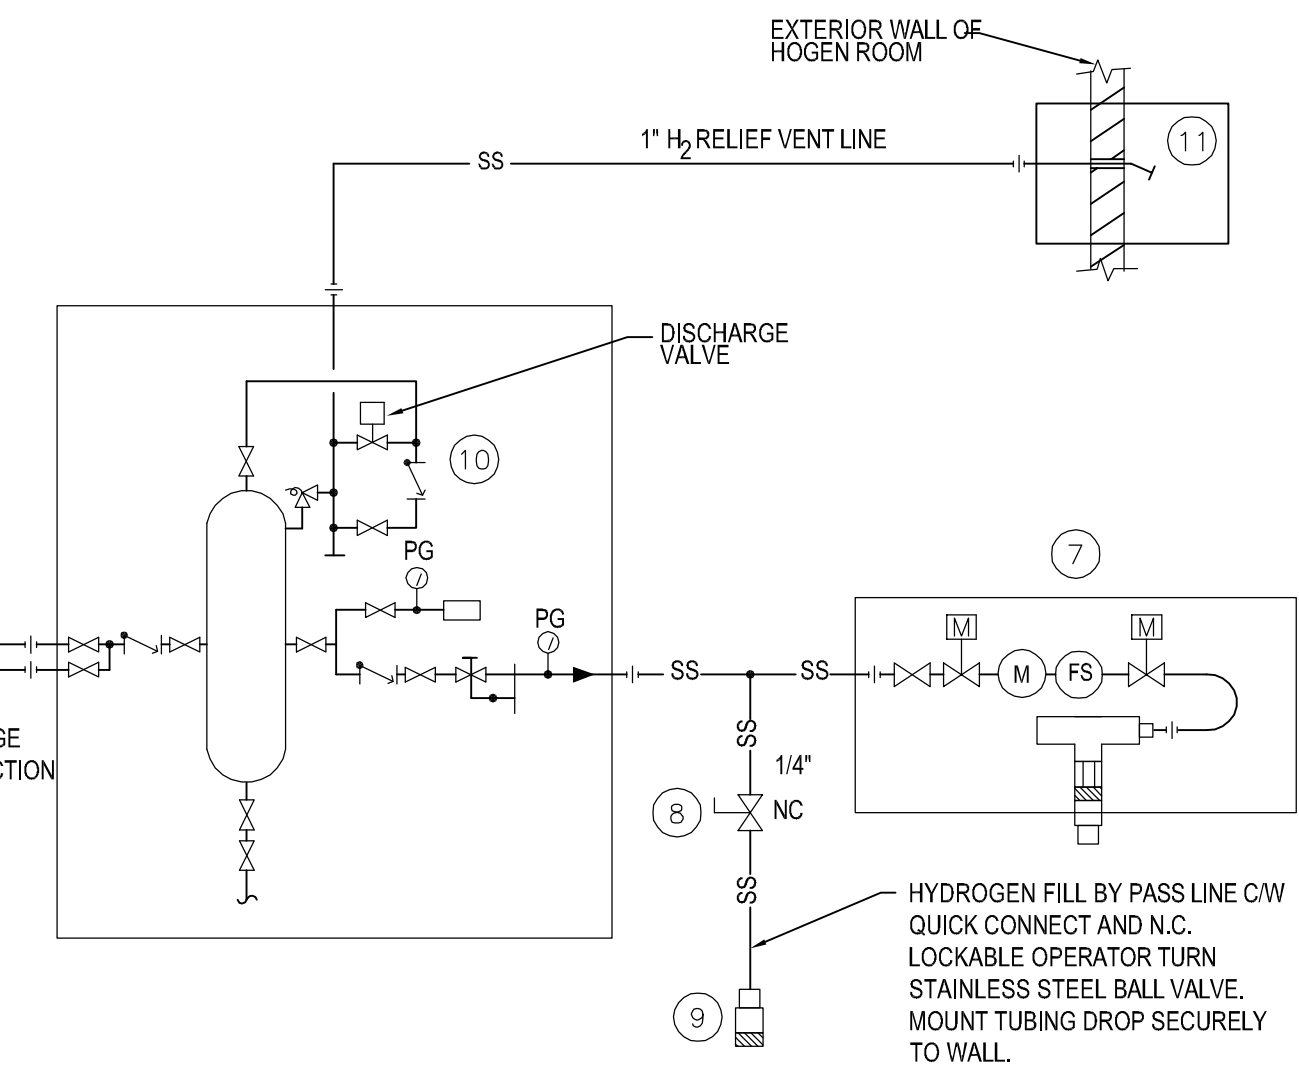 EXTERIOR WALL OF
HOGEN ROOM
11
1" H2 RELIEF VENT LINE
SS
DISCHARGE
VALVE
10
PG
7
PG
M
M
SS
SS
M
FS
SS
GE
CTION
1/4"
8
NC
SS
HYDROGEN FILL BY PASS LINE C/W
QUICK CONNECT AND N.C.
LOCKABLE OPERATOR TURN
STAINLESS STEEL BALL VALVE.
MOUNT TUBING DROP SECURELY
TO WALL.
9